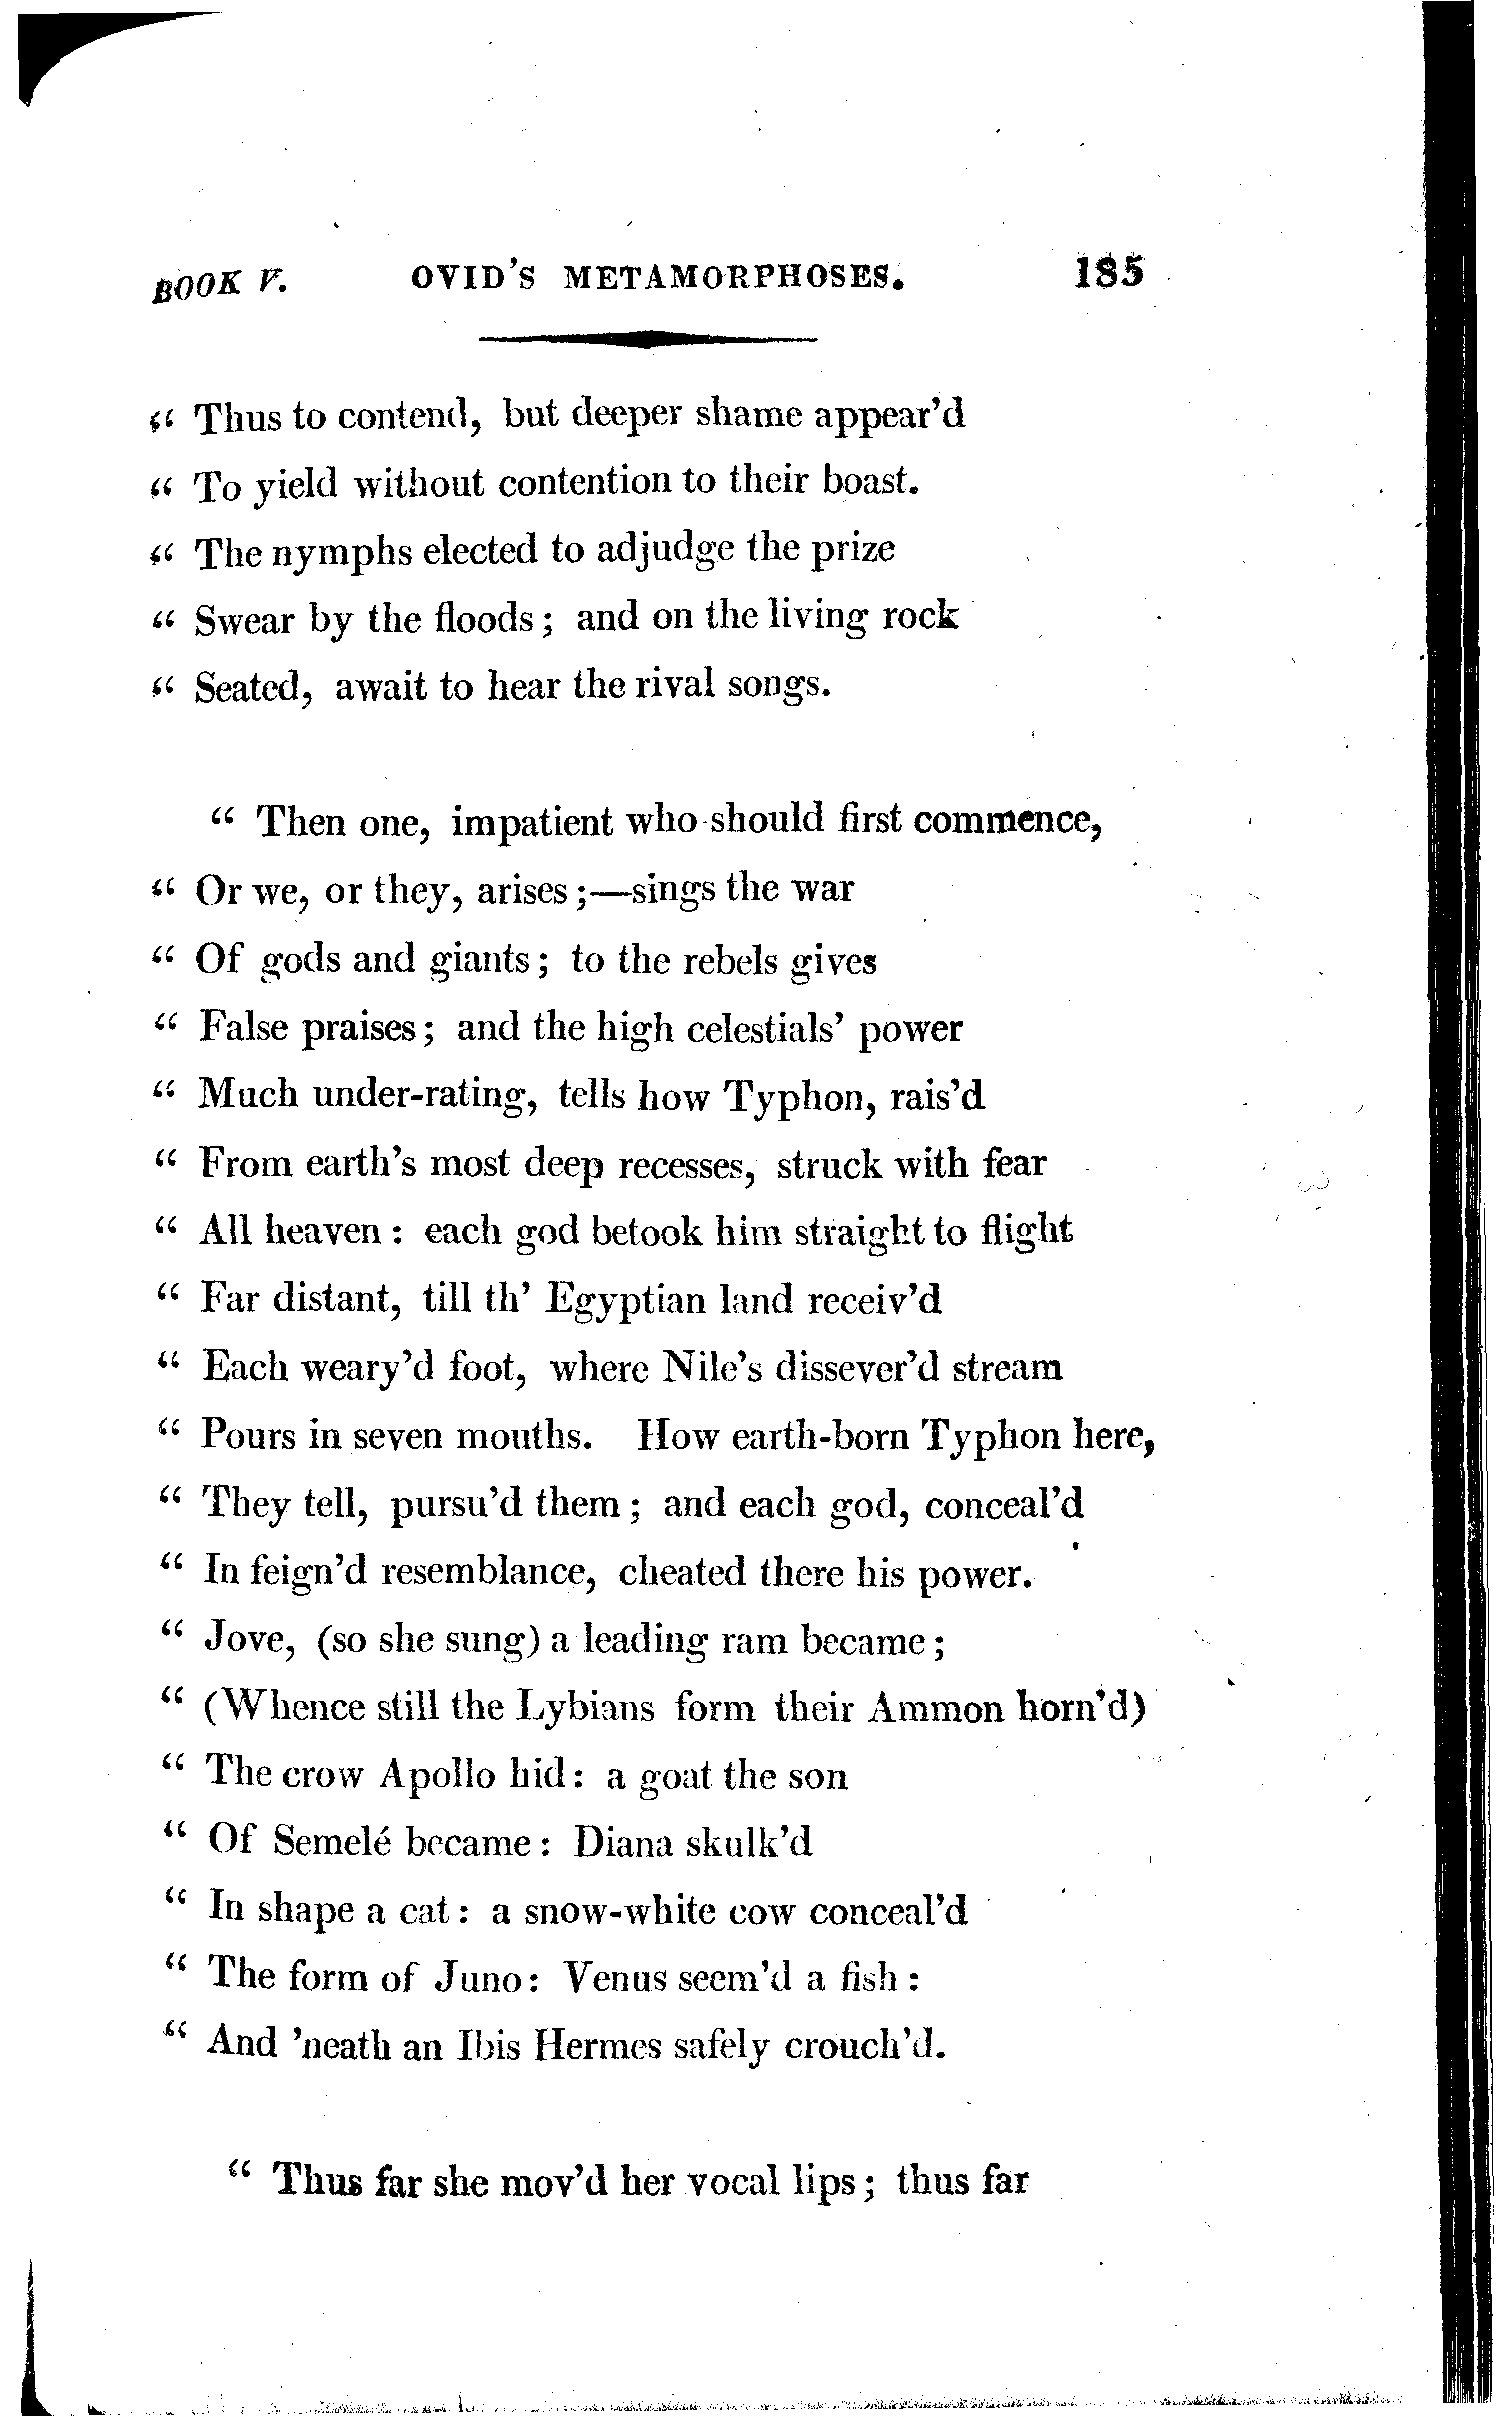 BOOK V. OVID'S METAMORPHOSES. 185
“ Thus to contend, but deeper shame appear'd
“ To yield without contention to their boast.
“ The nymphs elected to adjudge the prize
“ Swear by the floods; and on the living rock
“ Seated, await to hear the rival songs.
“ Then one, impatient who should first commence,
“ Or we, or they, arises;—sings the war
“ Of gods and giants; to the rebels gives
“ False praises; and the high celestials' power
“ Much under-rating, tells how Typhon, rais'd
“ From earth's most deep recesses, struck with fear
“ All heaven: each god betook him straight to flight
“ Far distant, till th' Egyptian land receiv'd
“ Each weary'd foot, where Nile's dissever'd stream
“ Pours in seven mouths. How earth-born Typhon here,
“ They tell, pursu'd them; and each god, conceal'd
“ In feign'd resemblance, cheated there his power.
“ Jove, (so she sung) a leading ram became;
“ (Whence still the Lybians form their Ammon horn'd)
“ The crow Apollo hid: a goat the son
“ Of Semelé became: Diana skulk'd
“ In shape a cat: a snow-white cow conceal'd
“ The form of Juno: Venus seem'd a fish:
“ And 'neath an Ibis Hermes safely crouch'd.
“ Thus far she mov'd her vocal lips; thus far